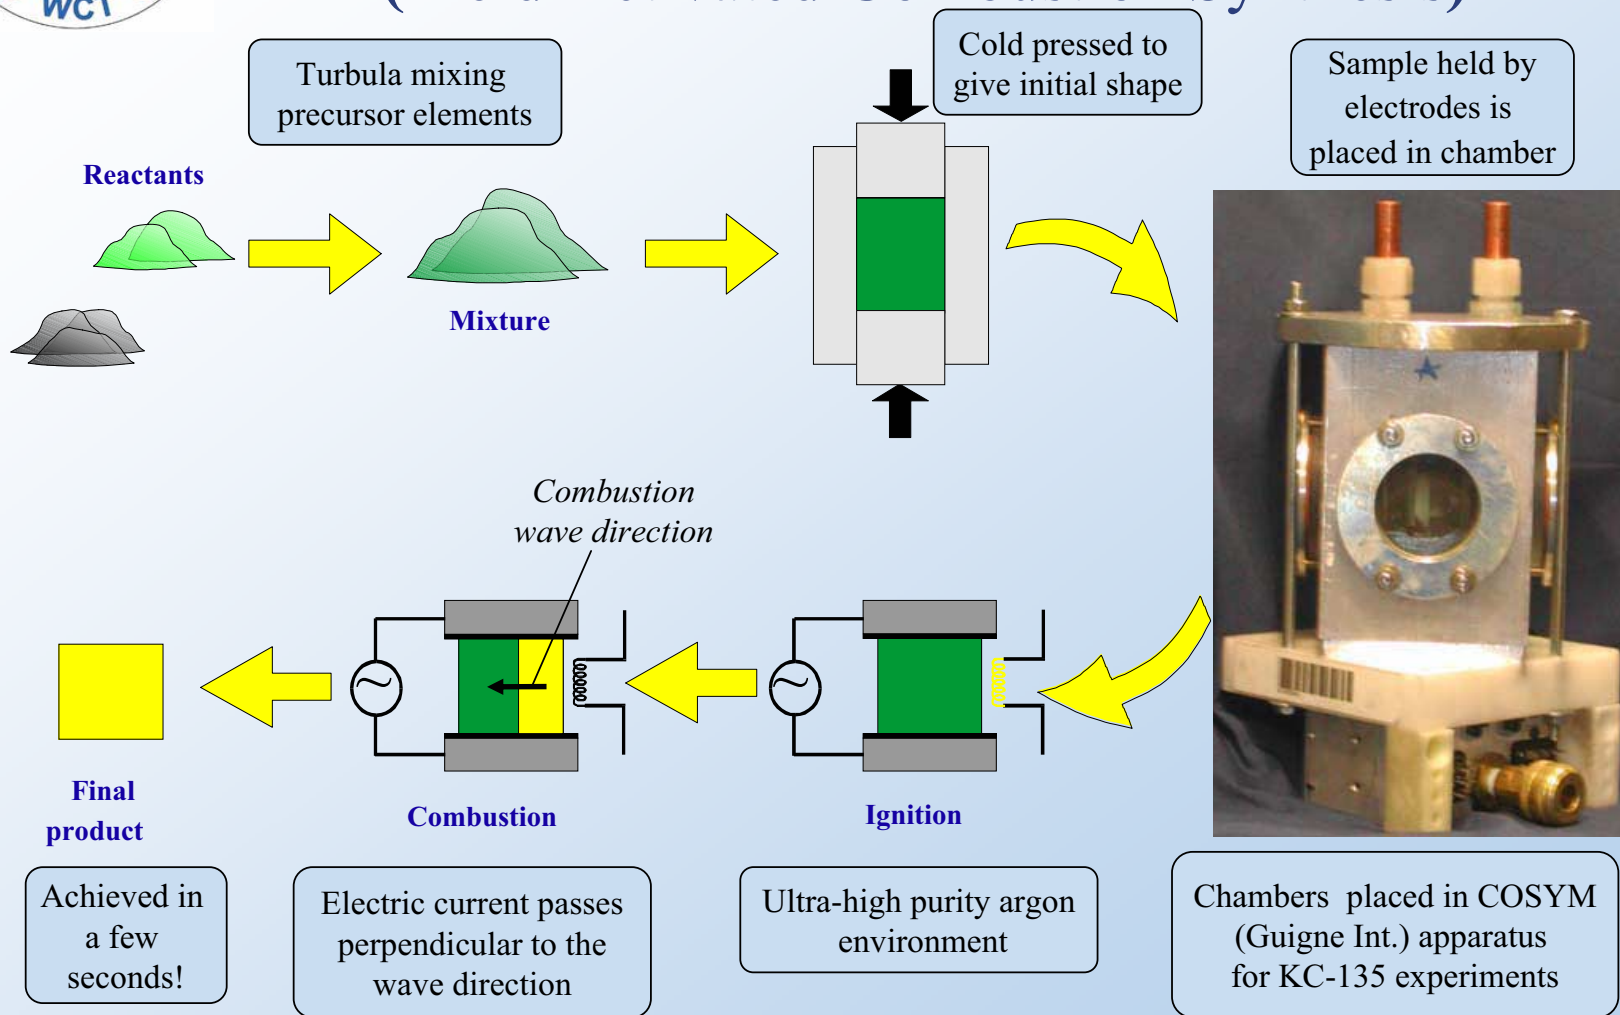 WCT
Turbula mixing
precursor elements
Cold pressed to
give initial shape
Sample held by
electrodes is
placed in chamber
Reactants
Mixture
Combustion
wave direction
Final
product
Combustion
Ignition
Achieved in
a few
seconds!
Electric current passes
perpendicular to the
wave direction
Ultra-high purity argon
environment
Chambers placed in COSYM
(Guigne Int.) apparatus
for KC-135 experiments